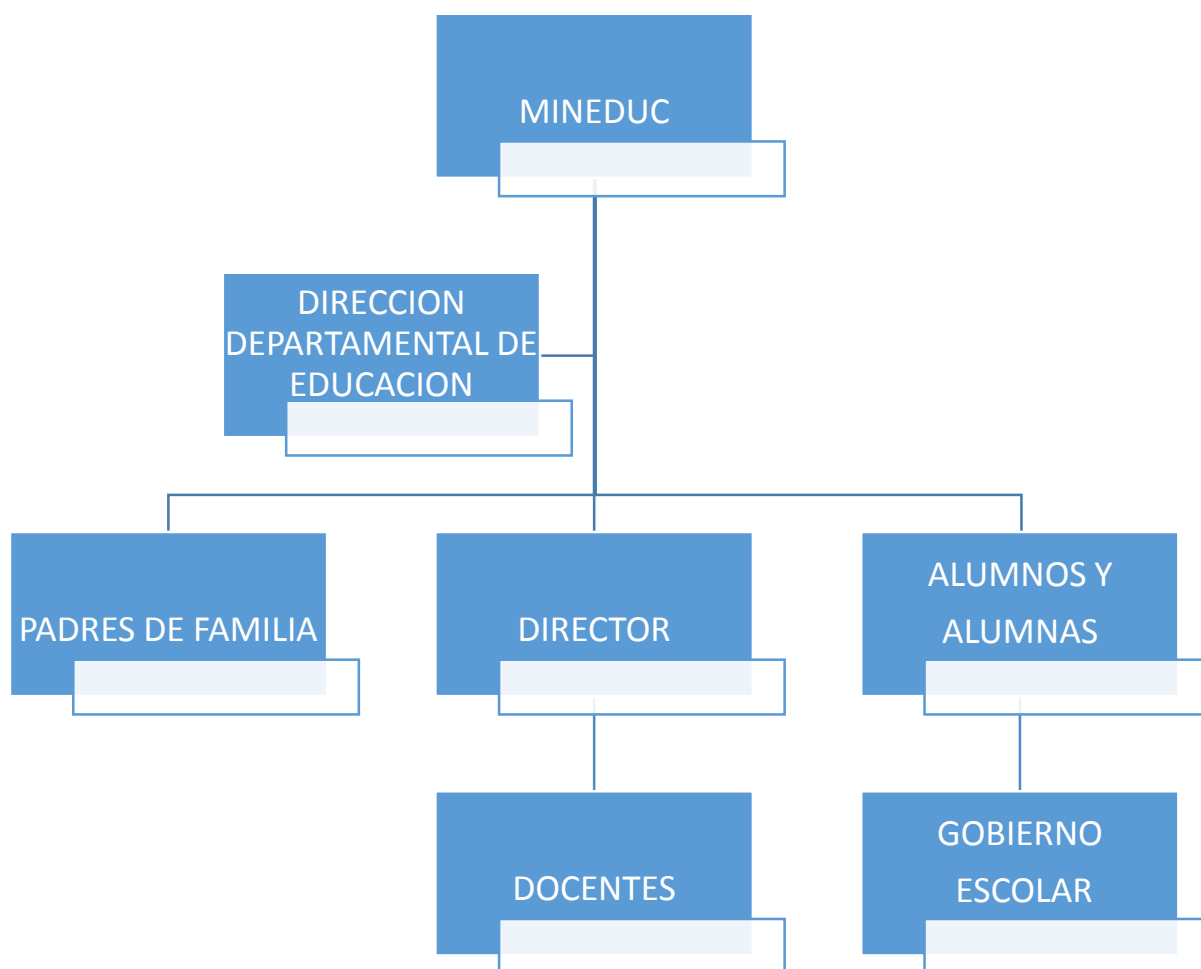 MINEDUC
DIRECCION
DEPARTAMENTAL DE
EDUCACION
PADRES DE FAMILIA
DIRECTOR
ALUMNOS Y
ALUMNAS
DOCENTES
GOBIERNO
ESCOLAR